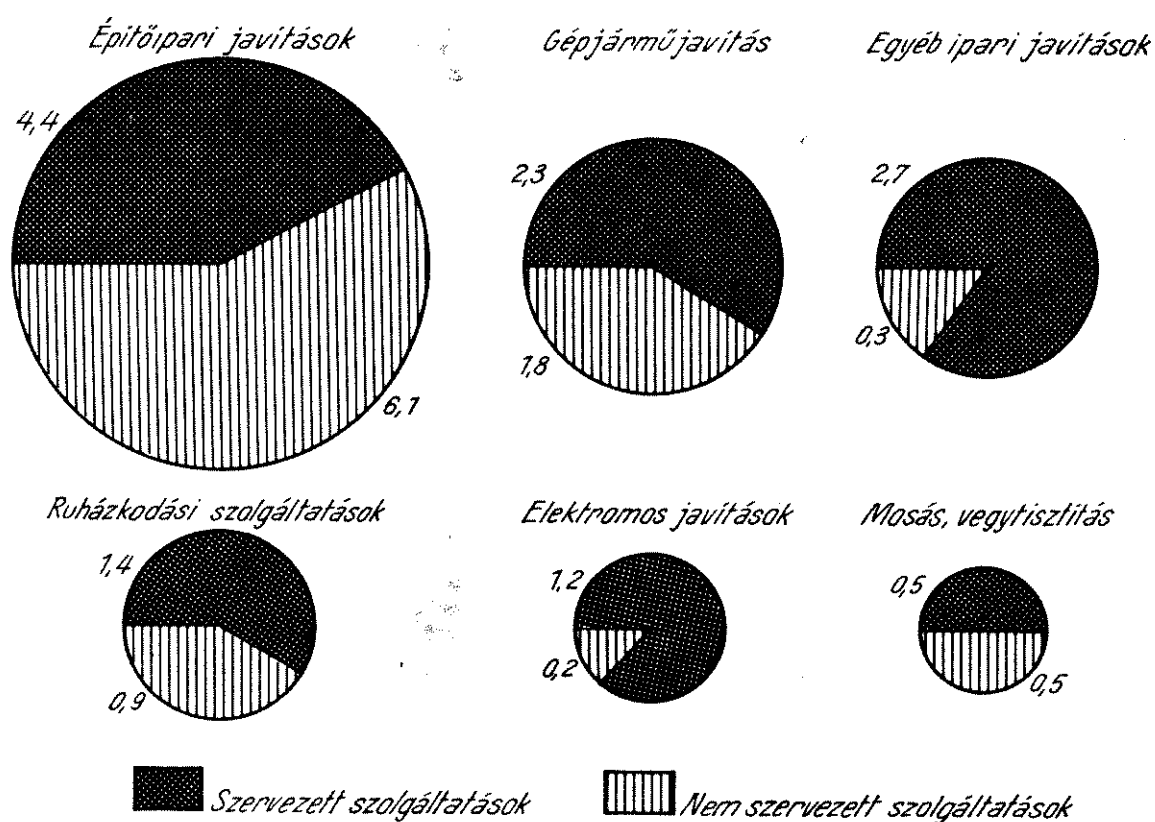 Építőipari javítások
4,4
6,1
Gépjárműjavítás
2,3
1,8
Egyéb ipari javítások
2,7
0,3
Ruházkodási szolgáltatások
1,4
0,9
Elektromos javítások
1,2
0,2
Mosás, vegytisztítás
0,5
0,5
Szervezett szolgáltatások
Nem szervezett szolgáltatások